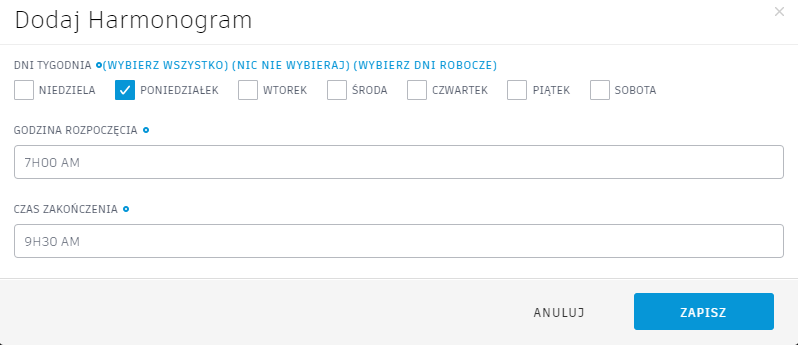 Dodaj Harmonogram
DNI TYGODNIA (WYBIERZ WSZYSTKO) (NIC NIE WYBIERAJ) (WYBIERZ DNI ROBOCZE)
NIEDZIELA PONIEDZIAŁEK WTOREK ŚRODA CZWARTEK PIĄTEK SOBOTA
GODZINA ROZPOCZĘCIA
7H00 AM
CZAS ZAKOŃCZENIA
9H30 AM
ANULUJ ZAPISZ